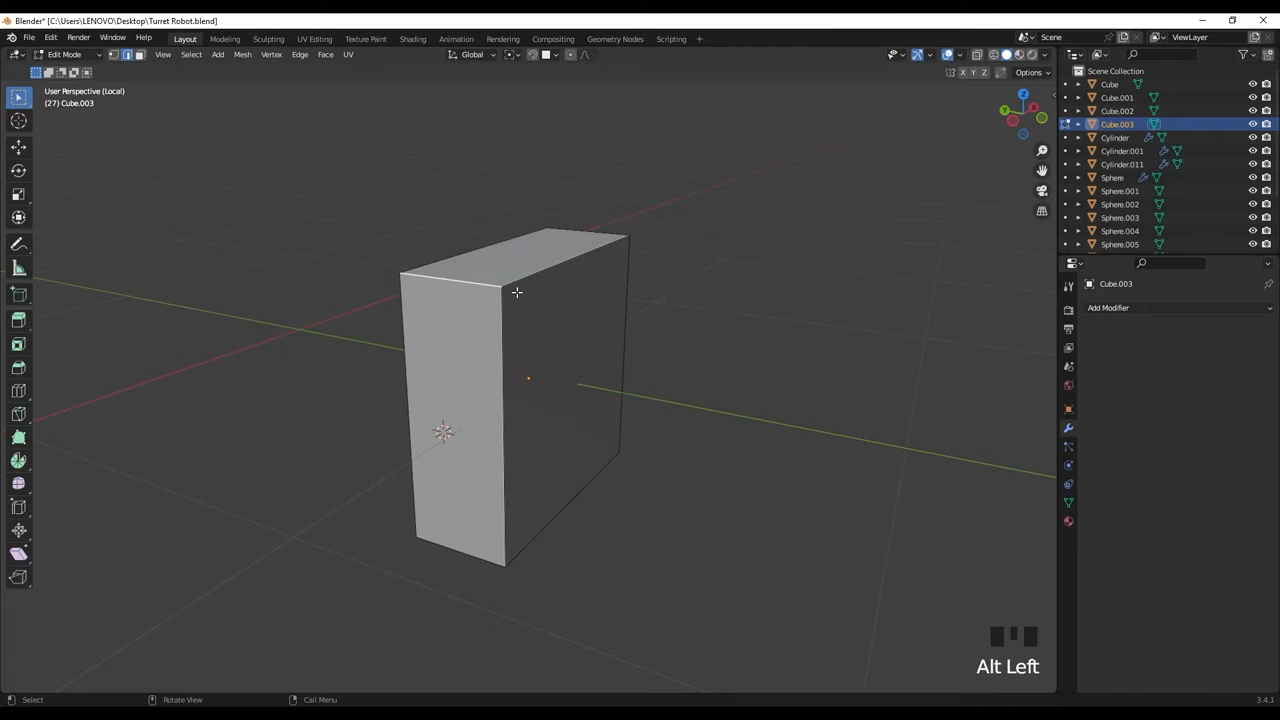 Blender* [C:\Users\LENOVO\Desktop\Turret Robot.blend]
File Edit Render Window Help Layout Modeling Sculpting UV Editing Texture Paint Shading Animation Rendering Compositing Geometry Nodes Scripting + Scene ViewLayer
Edit Mode View Select Add Mesh Vertex Edge Face UV Global
X Y Z Options
User Perspective (Local)
(27) Cube.003
Z
Y
X
Scene Collection
Cube
Cube.001
Cube.002
Cube.003
Cylinder
Cylinder.001
Cylinder.011
Sphere
Sphere.001
Sphere.002
Sphere.003
Sphere.004
Sphere.005
Cube.003
Add Modifier
Alt Left
Select Rotate View Call Menu 3.4.1